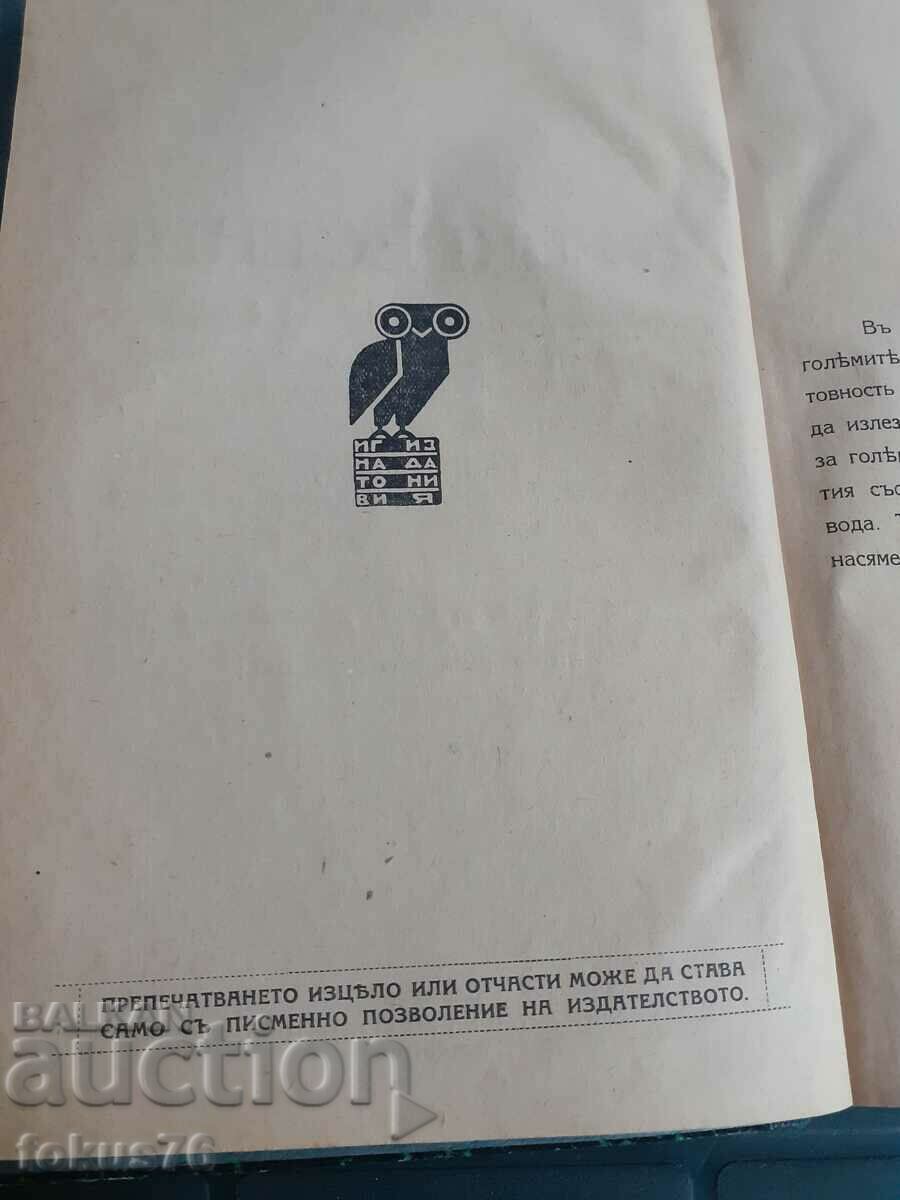 ИГ ИЗ
НА ДА
ТО НИ
ВИ Я
ПРЕПЕЧАТВАНЕТО ИЗЦѢЛО ИЛИ ОТЧАСТИ МОЖЕ ДА СТАВА
САМО СЪ ПИСМЕННО ПОЗВОЛЕНИЕ НА ИЗДАТЕЛСТВОТО.
Въ
голѣмитѣ
товность
да излез
за голѣ
тия със
вода. Т
насяме
BALKAN
auction
fokus76